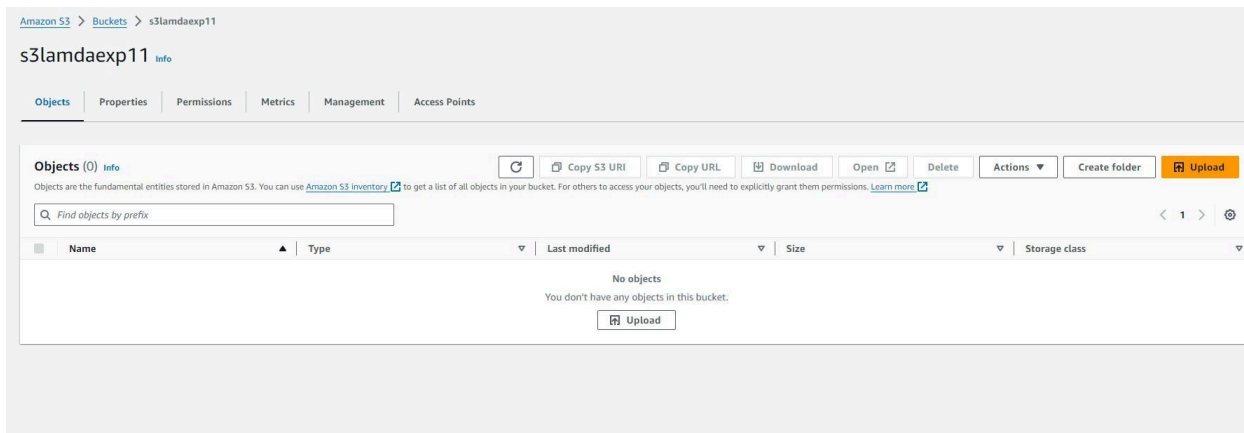 Amazon S3 > Buckets > s3lamdaexp11
s3lamdaexp11 Info
Objects Properties Permissions Metrics Management Access Points
Objects (0) Info Copy S3 URI Copy URL Download Open Delete Actions Create folder Upload
Objects are the fundamental entities stored in Amazon S3. You can use Amazon S3 inventory to get a list of all objects in your bucket. For others to access your objects, you'll need to explicitly grant them permissions. Learn more
Find objects by prefix < 1 >
Name Type Last modified Size Storage class
No objects
You don't have any objects in this bucket.
Upload